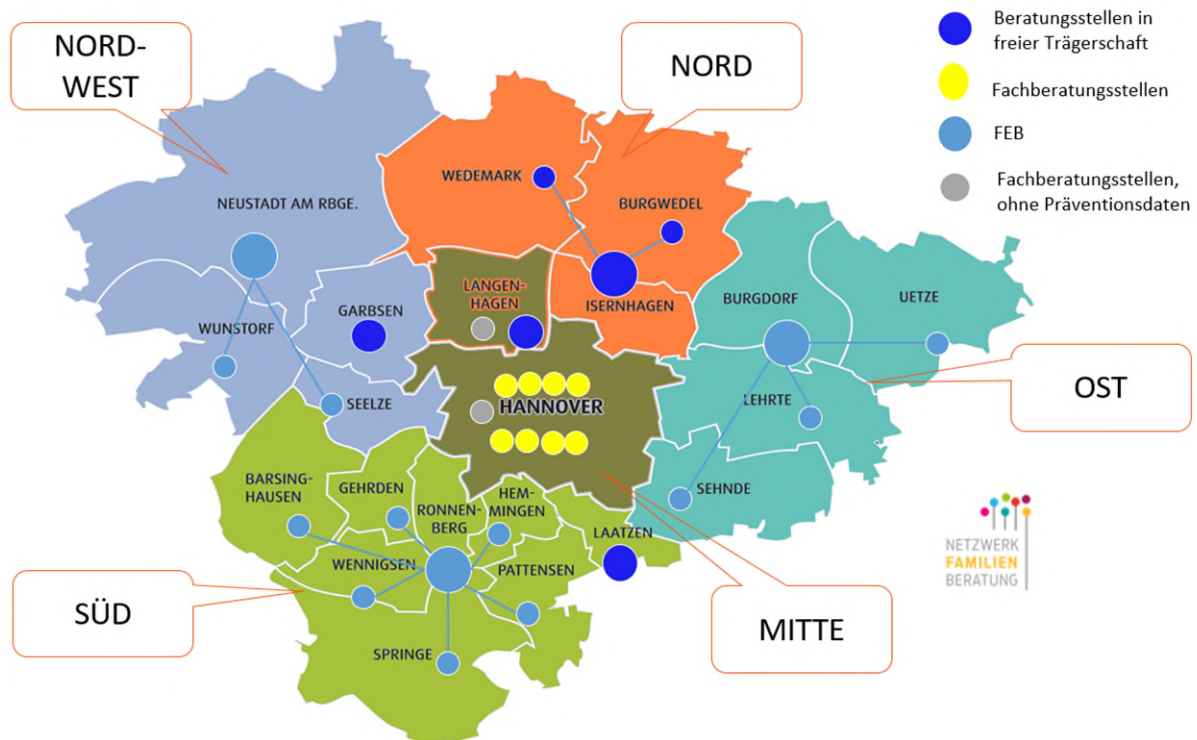 NORD-
WEST
NORD
Beratungsstellen in
freier Trägerschaft
Fachberatungsstellen
FEB
Fachberatungsstellen,
ohne Präventionsdaten
WEDEMARK
NEUSTADT AM RBGE.
BURGWEDEL
LANGEN-
HAGEN
ISERNHAGEN
BURGDORF
UETZE
GARBSEN
WUNSTORF
SEELZE
HANNOVER
LEHRTE
OST
SEHNDE
BARSING-
HAUSEN
GEHRDEN
RONNEN-
BERG
HEM-
MINGEN
LAATZEN
WENNIGSEN
PATTENSEN
SPRINGE
SÜD
MITTE
NETZWERK
FAMILIEN
BERATUNG